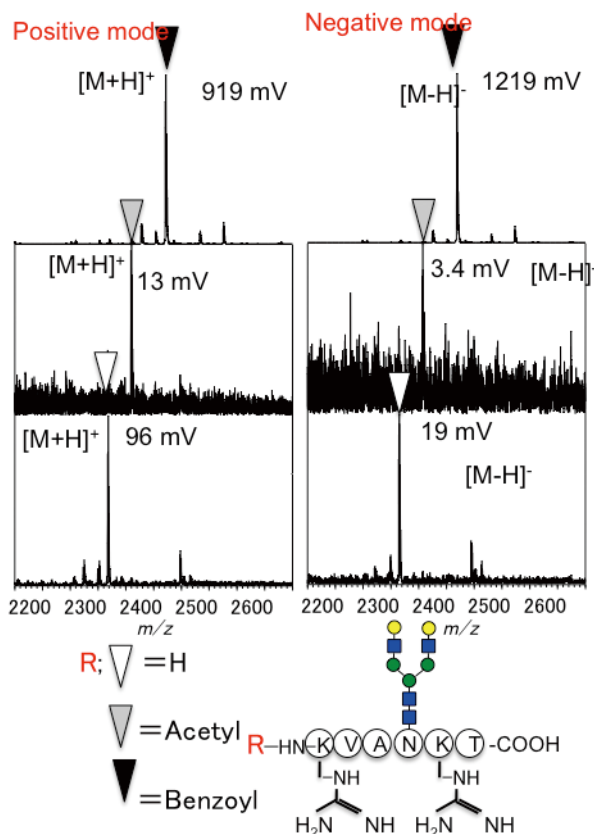 Positive mode
Negative mode
[M+H]+
919 mV
[M-H]-
1219 mV
[M+H]+
13 mV
3.4 mV
[M-H]-
[M+H]+
96 mV
19 mV
[M-H]-
2200 2300 2400 2500 2600
2200 2300 2400 2500 2600
m/z
m/z
R; =H
=Acetyl
=Benzoyl
R-HN-K V A N K T -COOH
NH
NH
H2N NH
H2N NH